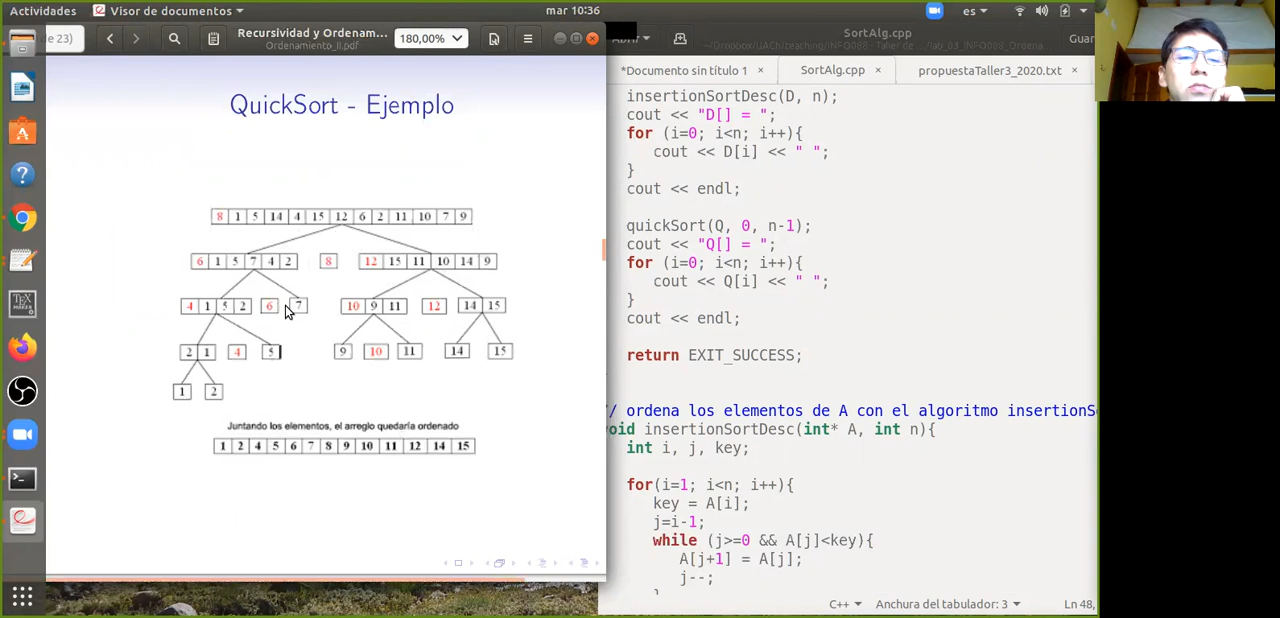 Actividades
Visor de documentos
mar 10:36
es
de 23)
Recursividad y Ordenam...
Ordenamiento_II.pdf
180,00%
SortAlg.cpp
Guar
*Documento sin título 1 ×
SortAlg.cpp ×
propuestaTaller3_2020.txt ×
QuickSort - Ejemplo
8 1 5 14 4 15 12 6 2 11 10 7 9
6 1 5 7 4 2 8 12 15 11 10 14 9
4 1 5 2 6 7 10 9 11 12 14 15
2 1 4 5 9 10 11 14 15
1 2
Juntando los elementos, el arreglo quedaría ordenado
1 2 4 5 6 7 8 9 10 11 12 14 15
insertionSortDesc(D, n);
cout << "D[] = ";
for (i=0; i<n; i++){
cout << D[i] << " ";
}
cout << endl;
quickSort(Q, 0, n-1);
cout << "Q[] = ";
for (i=0; i<n; i++){
cout << Q[i] << " ";
}
cout << endl;
return EXIT_SUCCESS;
/ ordena los elementos de A con el algoritmo insertionS
oid insertionSortDesc(int* A, int n){
int i, j, key;
for(i=1; i<n; i++){
key = A[i];
j=i-1;
while (j>=0 && A[j]<key){
A[j+1] = A[j];
j--;
}
C++
Anchura del tabulador: 3
Ln 48,